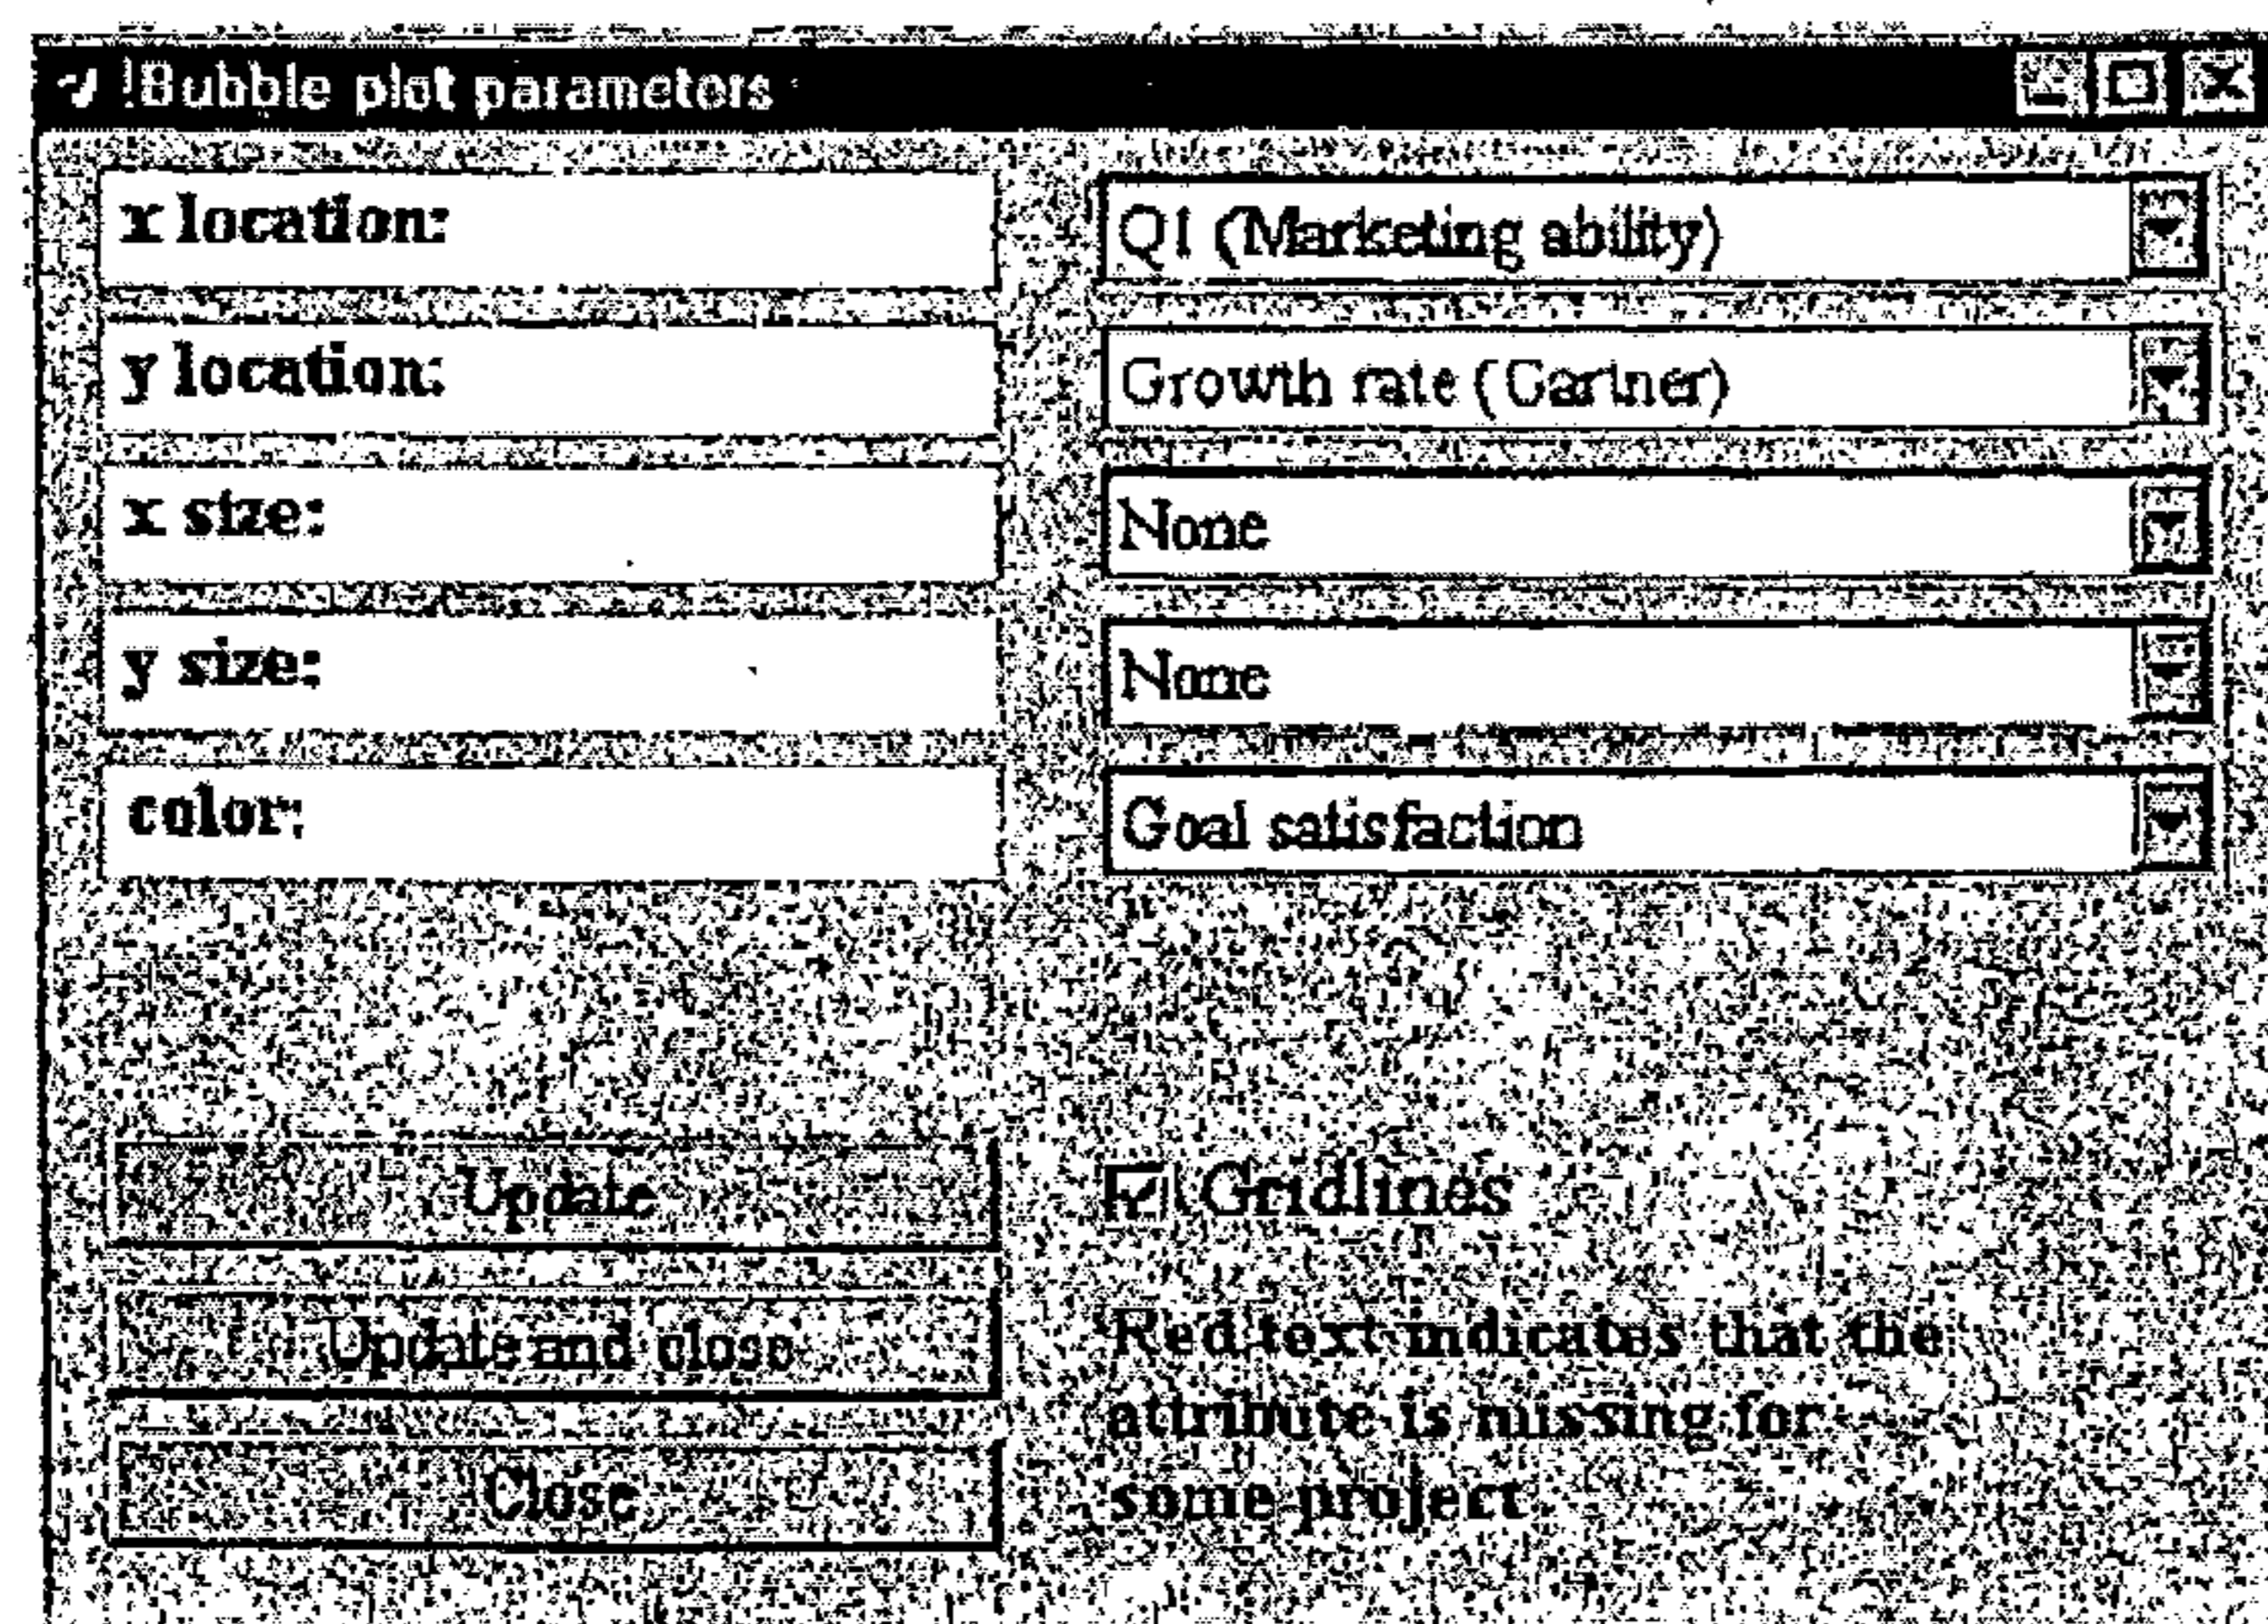 !Bubble plot parameters
x location:
Q1 (Marketing ability)
y location:
Growth rate (Gartner)
x size:
None
y size:
None
color:
Goal satisfaction
Update
Gridlines
Update and close
Red text indicates that the
attribute is missing for
some project
Close